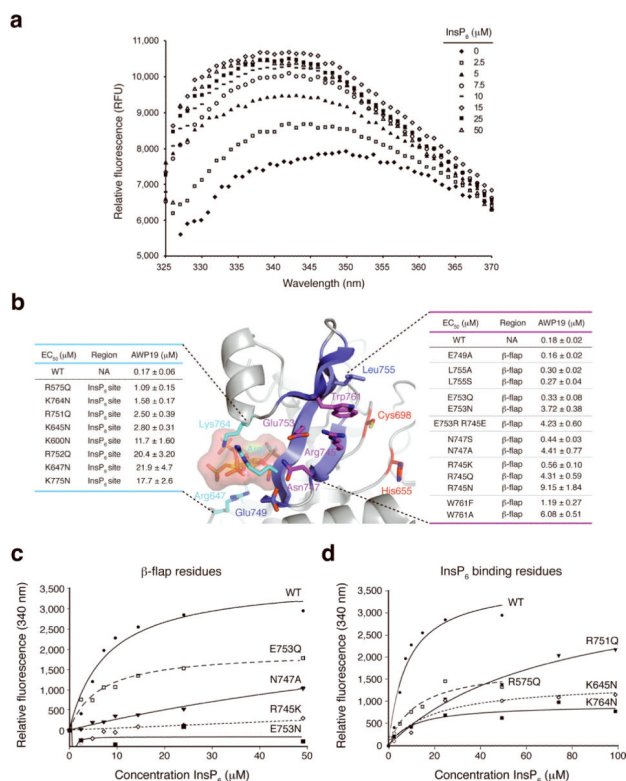 a
InsP6 (µM)
0
2.5
5
7.5
10
15
25
50
11,000
10,000
9,000
8,000
7,000
6,000
5,000
Relative fluorescence (RFU)
325 330 335 340 345 350 355 360 365 370
Wavelength (nm)
b
EC50 (µM) Region AWP19 (µM)
WT NA 0.17 ± 0.06
R575Q InsP6 site 1.09 ± 0.15
K764N InsP6 site 1.58 ± 0.17
R751Q InsP6 site 2.50 ± 0.39
K645N InsP6 site 2.80 ± 0.31
K600N InsP6 site 11.7 ± 1.60
R752Q InsP6 site 20.4 ± 3.20
K647N InsP6 site 21.9 ± 4.7
K775N InsP6 site 17.7 ± 2.6
Leu755
Trp761
Lys764
Glu753
Cys698
Arg745
Asn747
Arg647
Glu749
His655
EC50 (µM) Region AWP19 (µM)
WT NA 0.18 ± 0.02
E749A β-flap 0.16 ± 0.02
L755A β-flap 0.30 ± 0.02
L755S β-flap 0.27 ± 0.04
E753Q β-flap 0.33 ± 0.08
E753N β-flap 3.72 ± 0.38
E753R R745E β-flap 4.23 ± 0.60
N747S β-flap 0.44 ± 0.03
N747A β-flap 4.41 ± 0.77
R745K β-flap 0.56 ± 0.10
R745Q β-flap 4.31 ± 0.59
R745N β-flap 9.15 ± 1.84
W761F β-flap 1.19 ± 0.27
W761A β-flap 6.08 ± 0.51
c
β-flap residues
3,500
3,000
2,500
2,000
1,500
1,000
500
0
Relative fluorescence (340 nm)
WT
E753Q
N747A
R745K
E753N
0 10 20 30 40 50
Concentration InsP6 (µM)
d
InsP6 binding residues
3,500
3,000
2,500
2,000
1,500
1,000
500
0
Relative fluorescence (340 nm)
WT
R751Q
R575Q
K645N
K764N
0 20 40 60 80 100
Concentration InsP6 (µM)